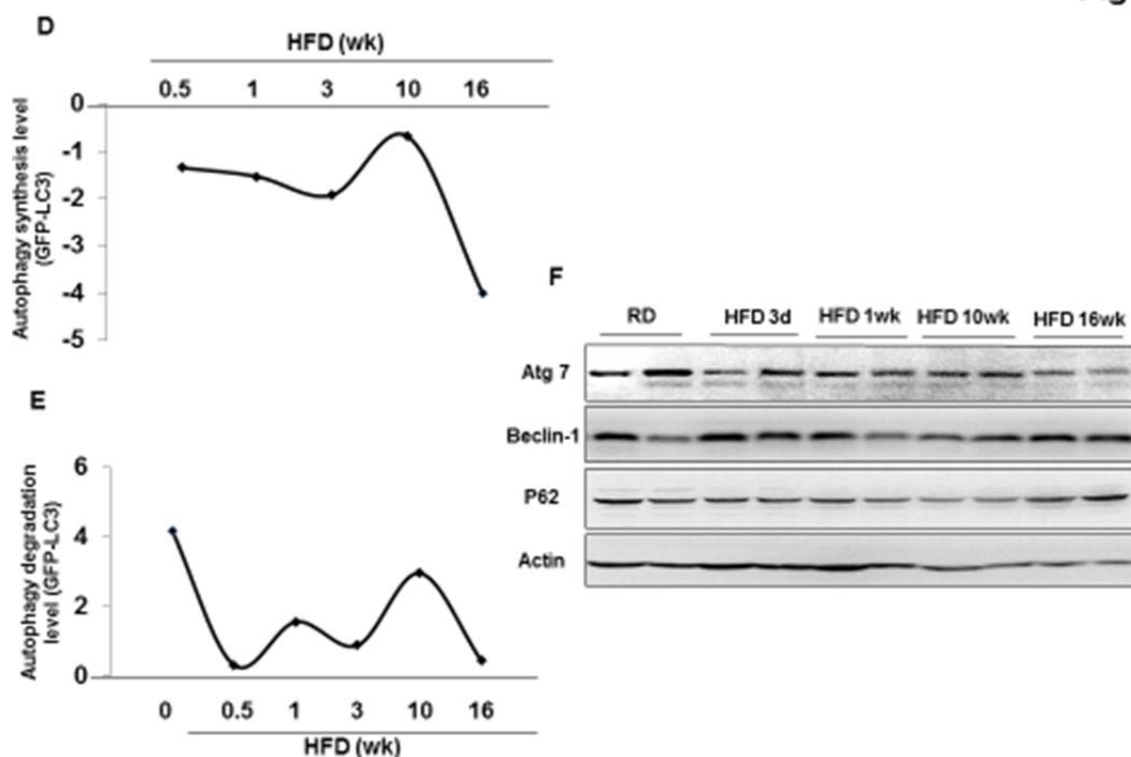 D
HFD (wk)
0.5 1 3 10 16
0
-1
-2
-3
-4
-5
Autophagy synthesis level
(GFP-LC3)
E
6
4
2
0
Autophagy degradation
level (GFP-LC3)
0 0.5 1 3 10 16
HFD (wk)
F
RD HFD 3d HFD 1wk HFD 10wk HFD 16wk
Atg 7
Beclin-1
P62
Actin